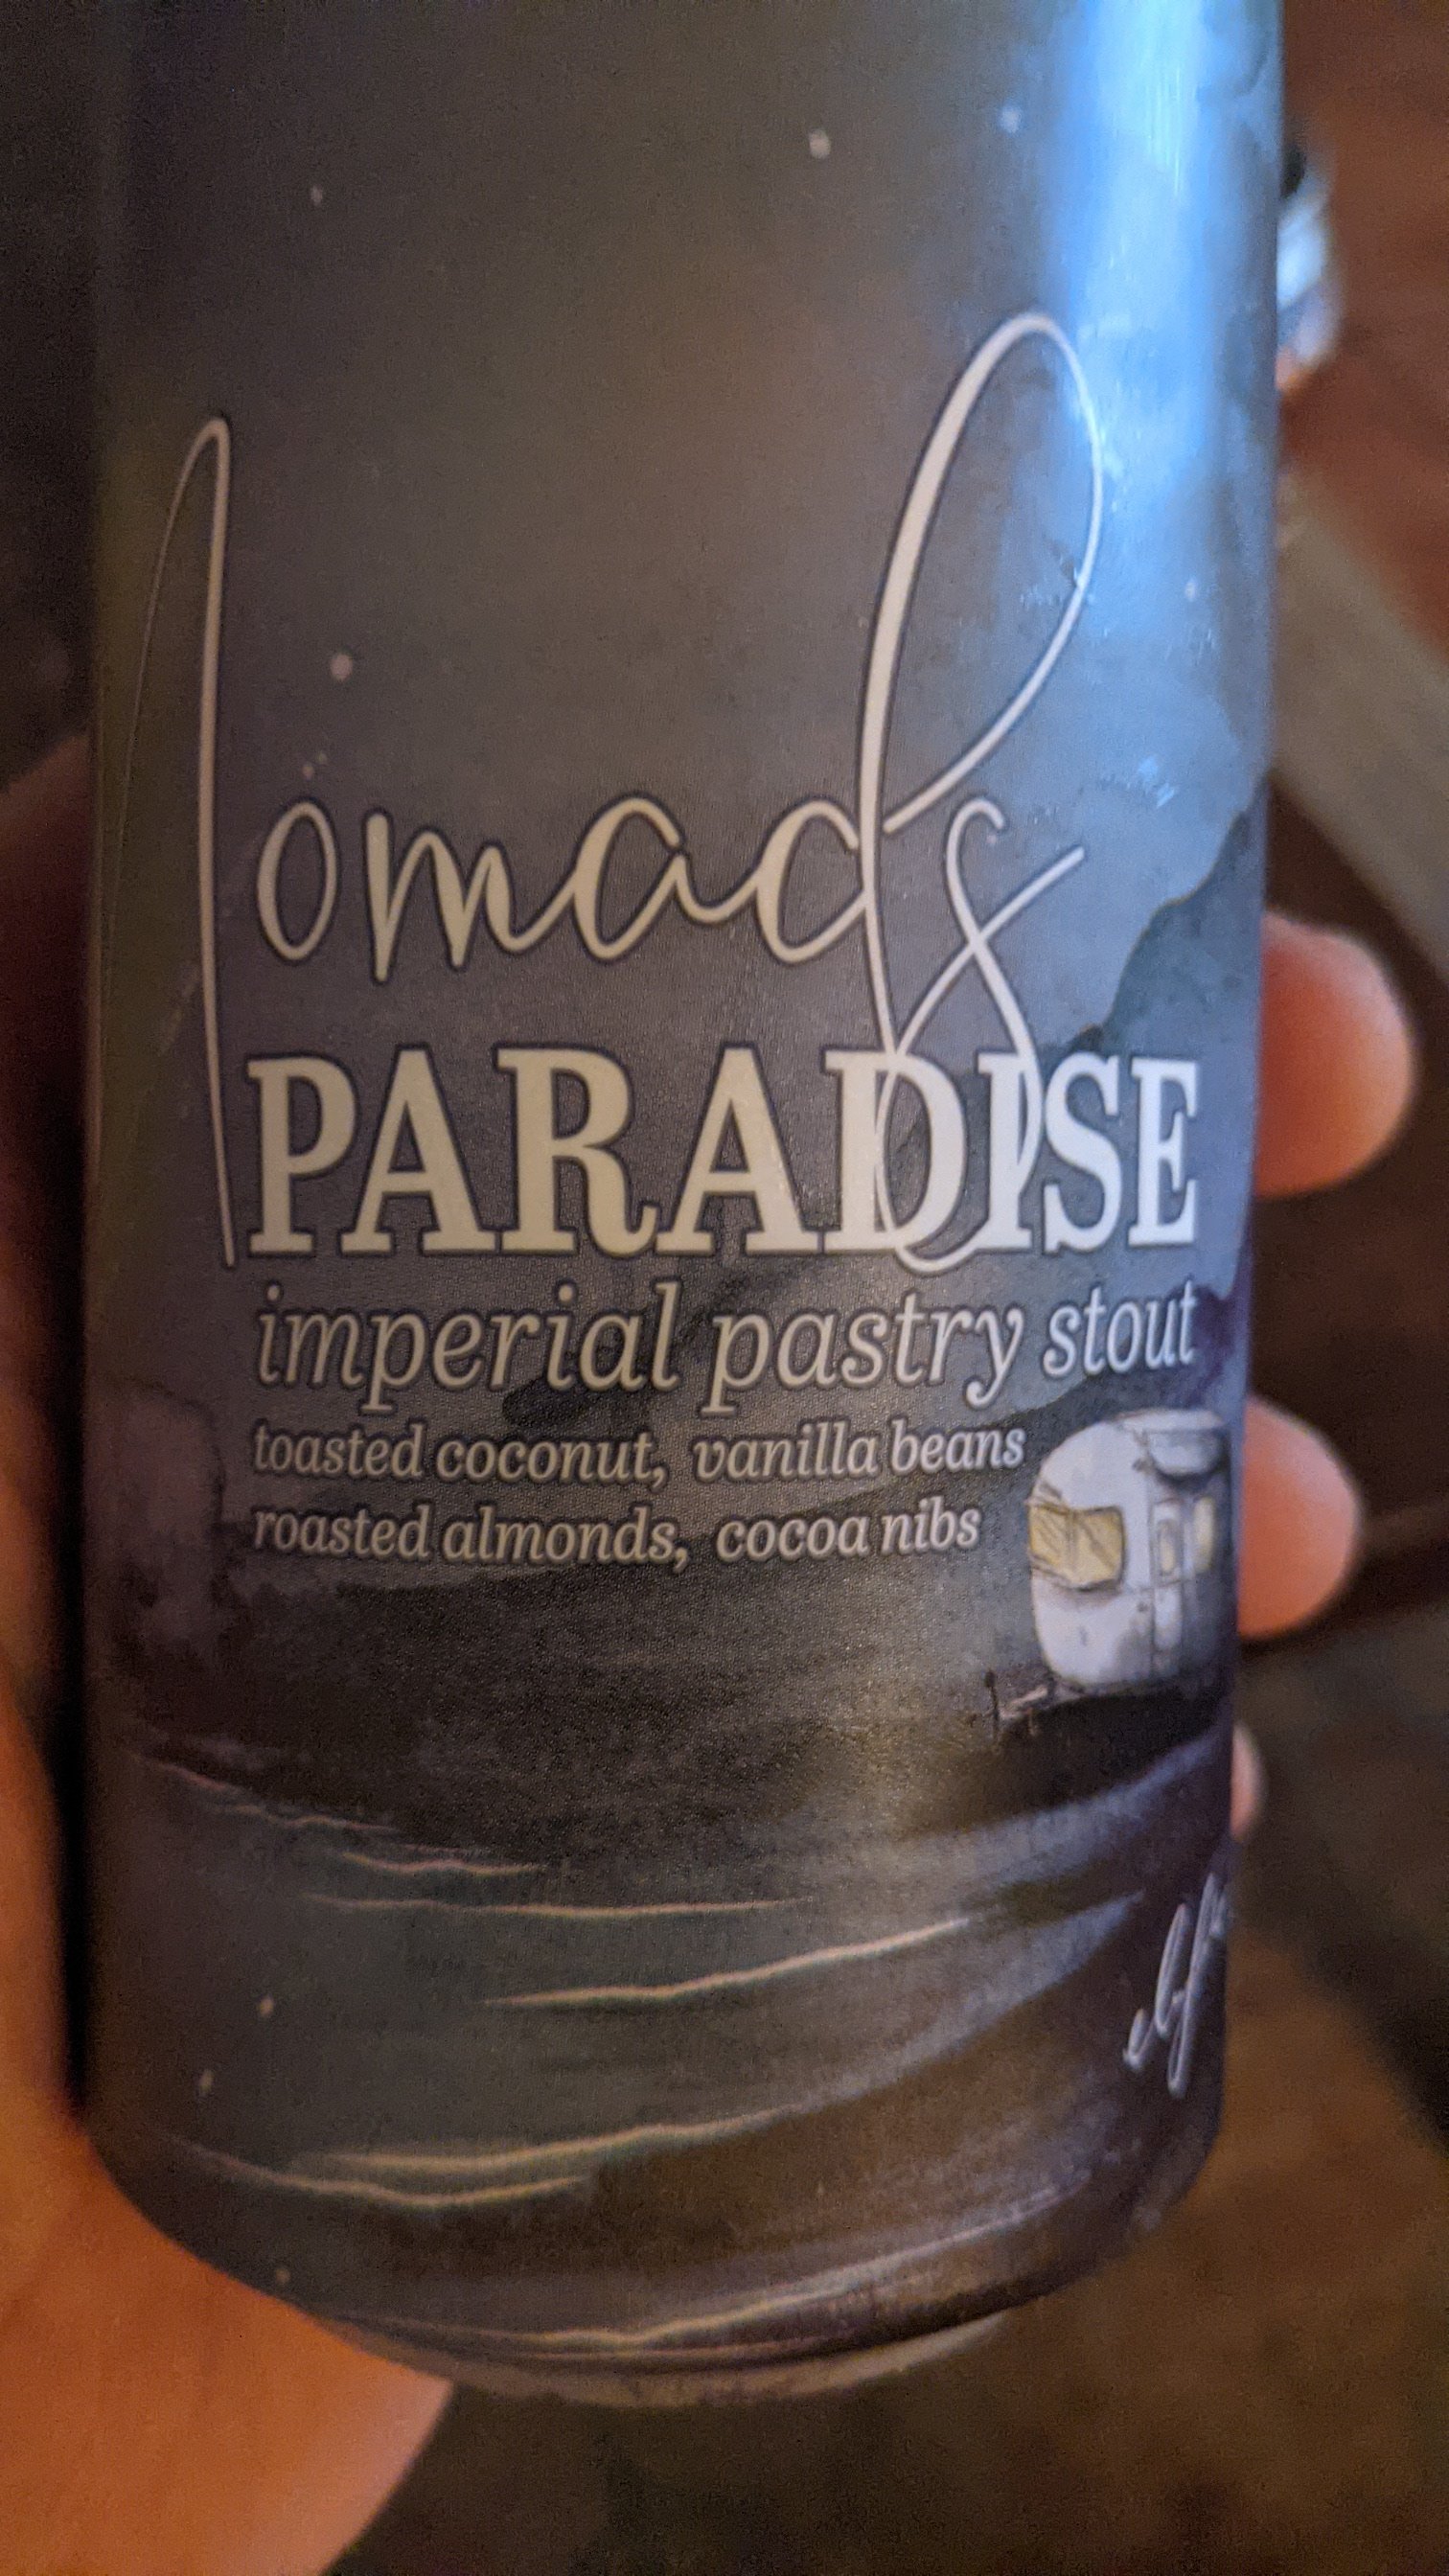 Nomads
PARADISE
imperial pastry stout
toasted coconut, vanilla beans
roasted almonds, cocoa nibs